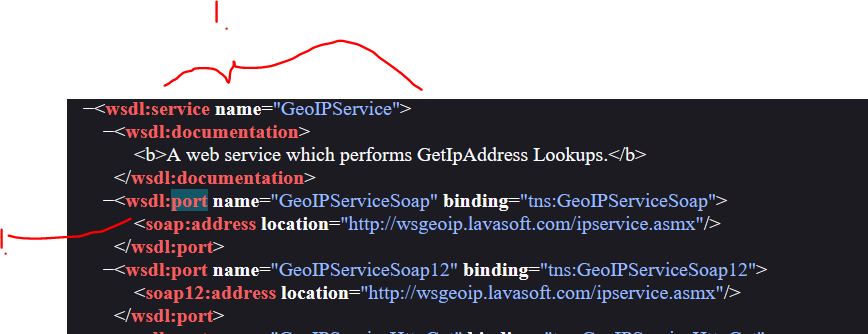 1.
−<wsdl:service name="GeoIPService">
−<wsdl:documentation>
<b>A web service which performs GetIpAddress Lookups.</b>
</wsdl:documentation>
−<wsdl:port name="GeoIPServiceSoap" binding="tns:GeoIPServiceSoap">
1.
<soap:address location="http://wsgeoip.lavasoft.com/ipservice.asmx"/>
</wsdl:port>
−<wsdl:port name="GeoIPServiceSoap12" binding="tns:GeoIPServiceSoap12">
<soap12:address location="http://wsgeoip.lavasoft.com/ipservice.asmx"/>
</wsdl:port>